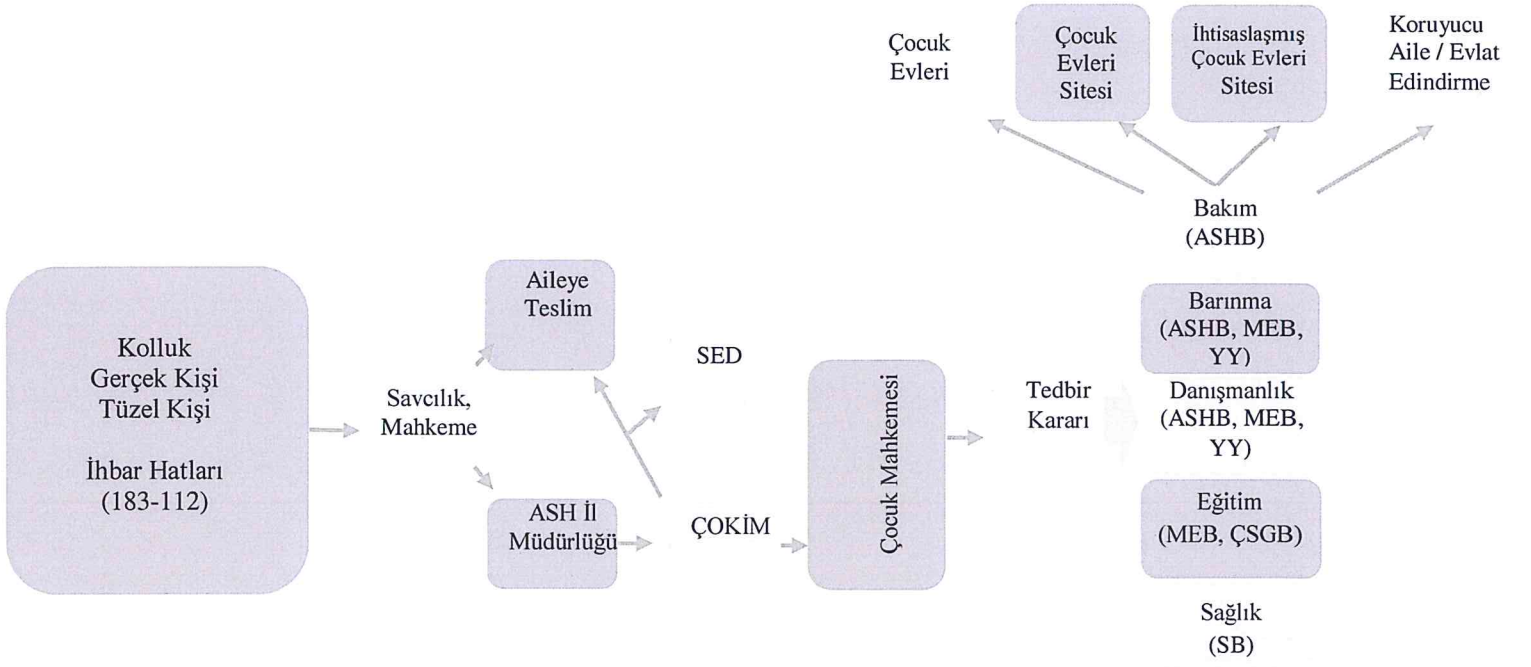 Kolluk
Gerçek Kişi
Tüzel Kişi
İhbar Hatları
(183-112)
Savcılık,
Mahkeme
Aileye
Teslim
ASH İl
Müdürlüğü
SED
ÇOKİM
Çocuk Mahkemesi
Tedbir
Kararı
Çocuk
Evleri
Çocuk
Evleri
Sitesi
İhtisaslaşmış
Çocuk Evleri
Sitesi
Koruyucu
Aile / Evlat
Edindirme
Bakım
(ASHB)
Barınma
(ASHB, MEB,
YY)
Danışmanlık
(ASHB, MEB,
YY)
Eğitim
(MEB, ÇSGB)
Sağlık
(SB)